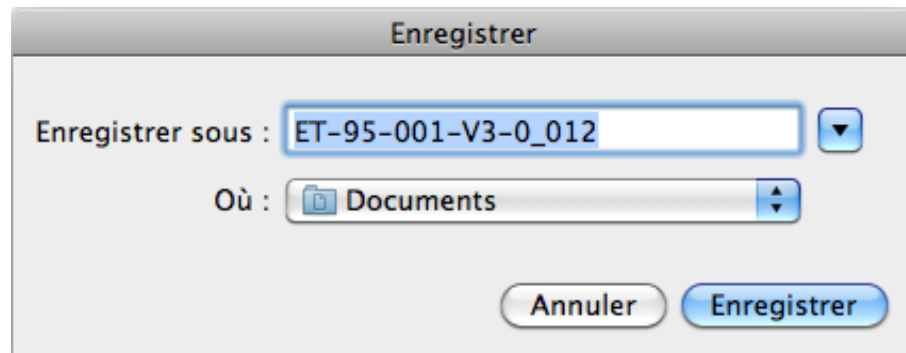 Enregistrer
Enregistrer sous : ET-95-001-V3-0_012
Où : Documents
Annuler Enregistrer